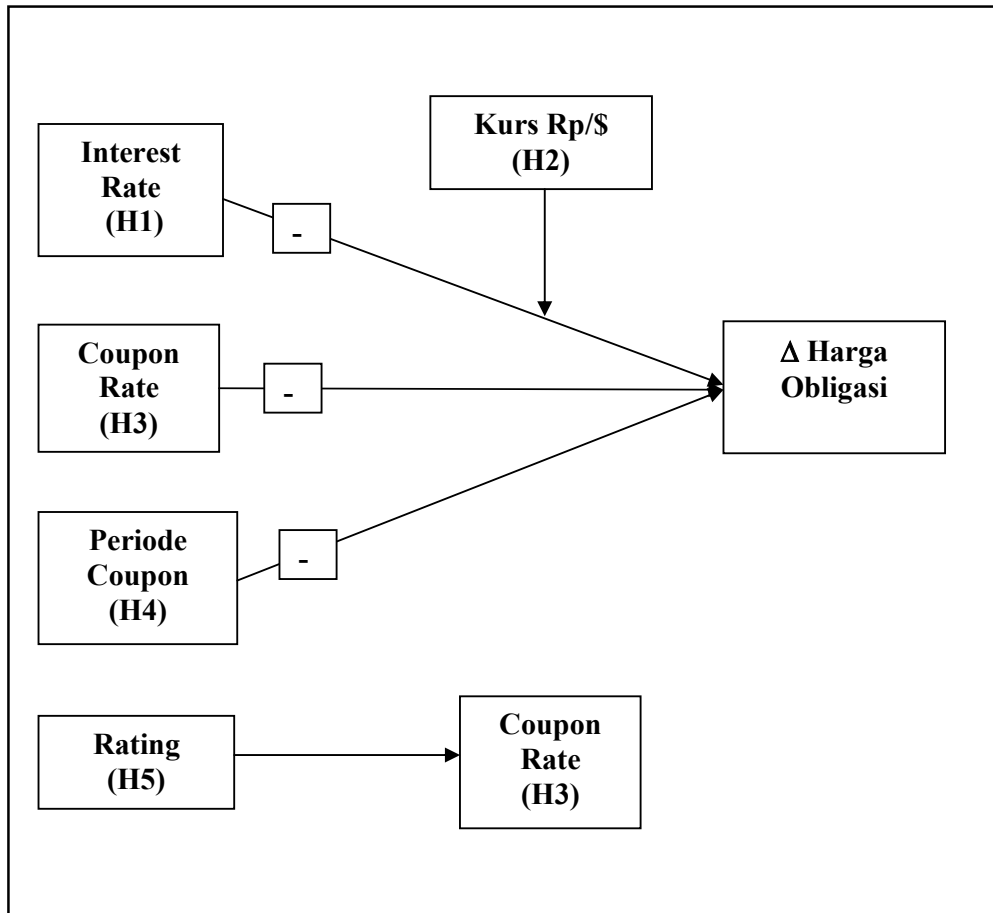 Kurs Rp/$
(H2)
Interest
Rate
(H1)
-
Coupon
Rate
(H3)
-
Δ Harga
Obligasi
Periode
Coupon
(H4)
-
Rating
(H5)
Coupon
Rate
(H3)